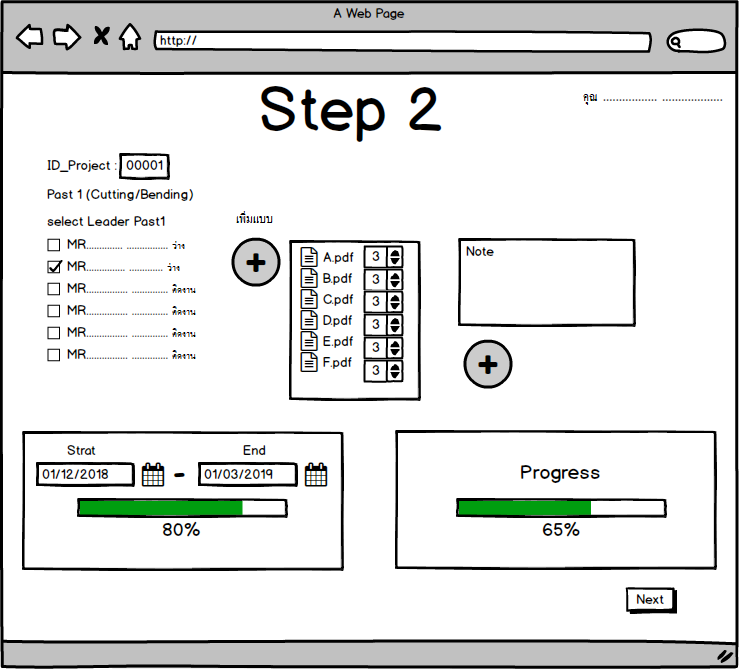 A Web Page
http://
Step 2
คุณ ................. ...................
ID_Project : 00001
Past 1 (Cutting/Bending)
select Leader Past1
MR............. .............. ว่าง
MR.............. ............ ว่าง
MR................ .............. ติดงาน
MR................ .............. ติดงาน
MR................ .............. ติดงาน
MR................ .............. ติดงาน
เพิ่มแบบ
A.pdf 3
B.pdf 3
C.pdf 3
D.pdf 3
E.pdf 3
F.pdf 3
Note
Strat End
01/12/2018 - 01/03/2019
80%
Progress
65%
Next